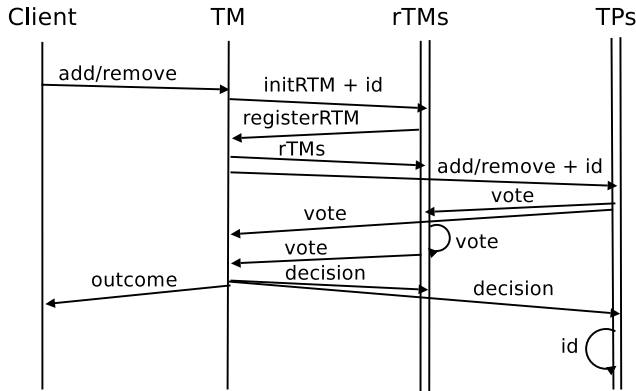 Client TM rTMs TPs
add/remove
initRTM + id
registerRTM
rTMs
add/remove + id
vote
vote
vote
vote
decision
outcome
decision
id